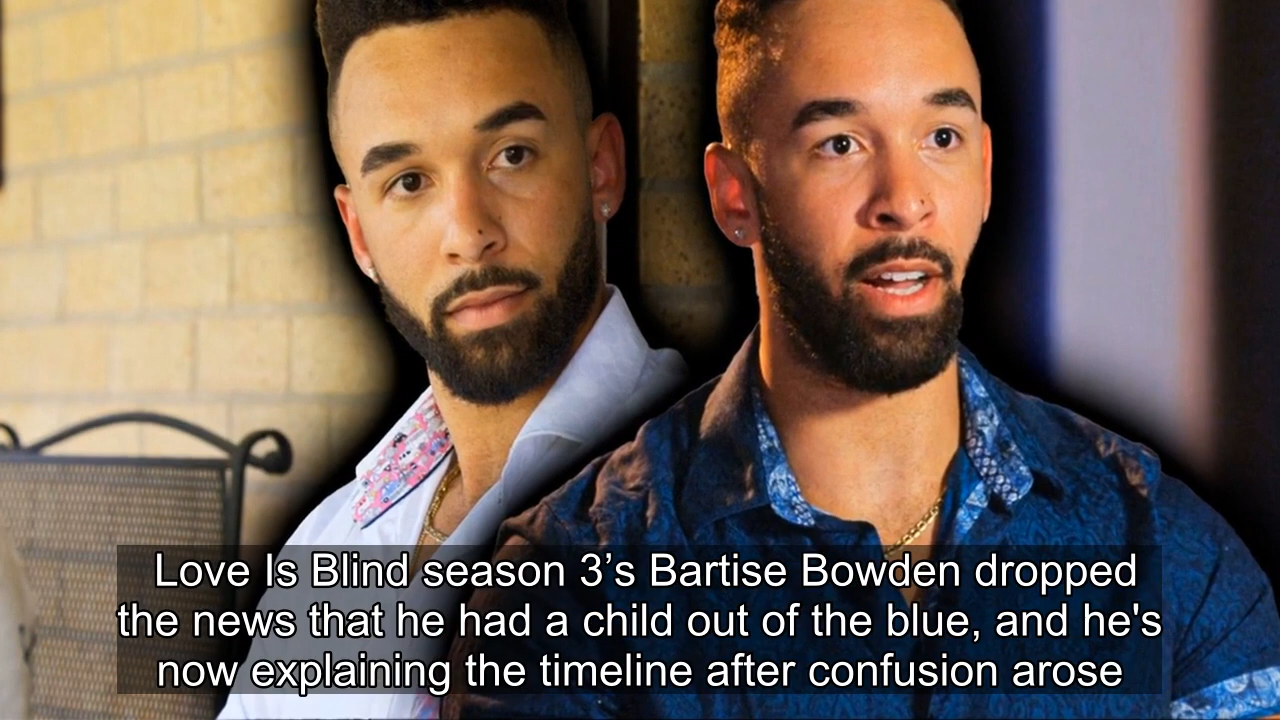 Love Is Blind season 3’s Bartise Bowden dropped
the news that he had a child out of the blue, and he's
now explaining the timeline after confusion arose